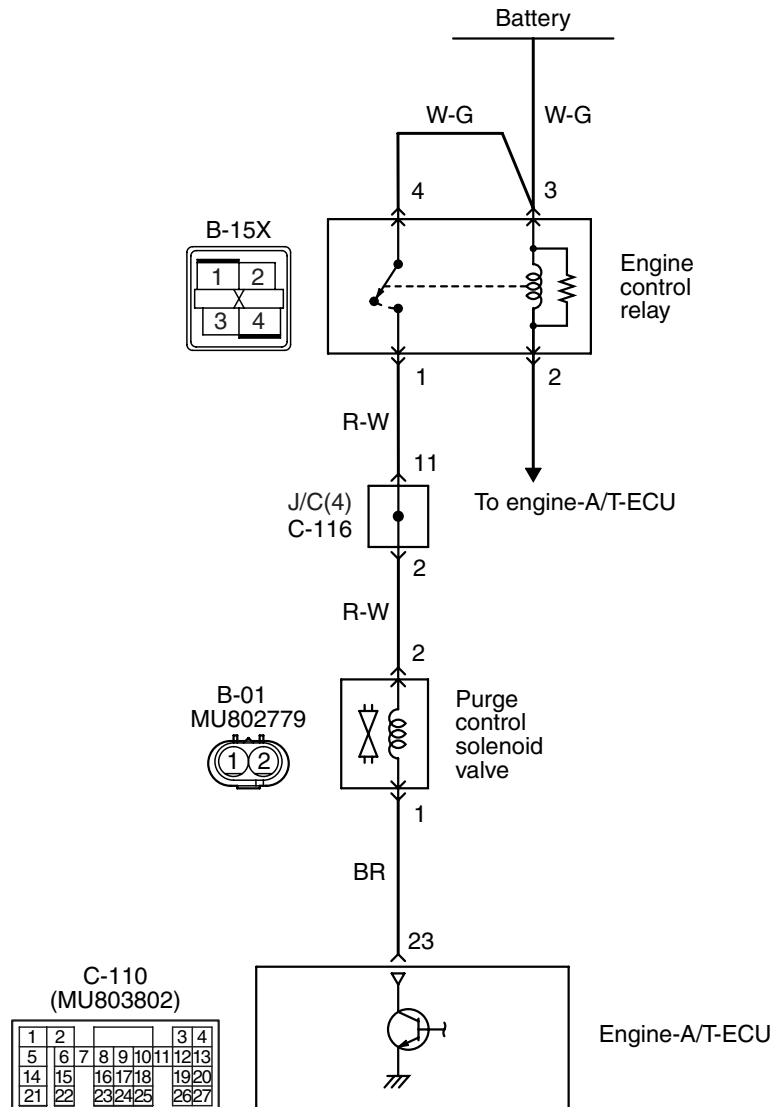 Battery
W-G
W-G
4
3
B-15X
1 2
3 4
Engine
control
relay
1
2
R-W
11
J/C(4)
C-116
To engine-A/T-ECU
2
R-W
2
B-01
MU802779
1 2
Purge
control
solenoid
valve
1
BR
23
C-110
(MU803802)
1 2 3 4
5 6 7 8 9 10 11 12 13
14 15 16 17 18 19 20
21 22 23 24 25 26 27
Engine-A/T-ECU